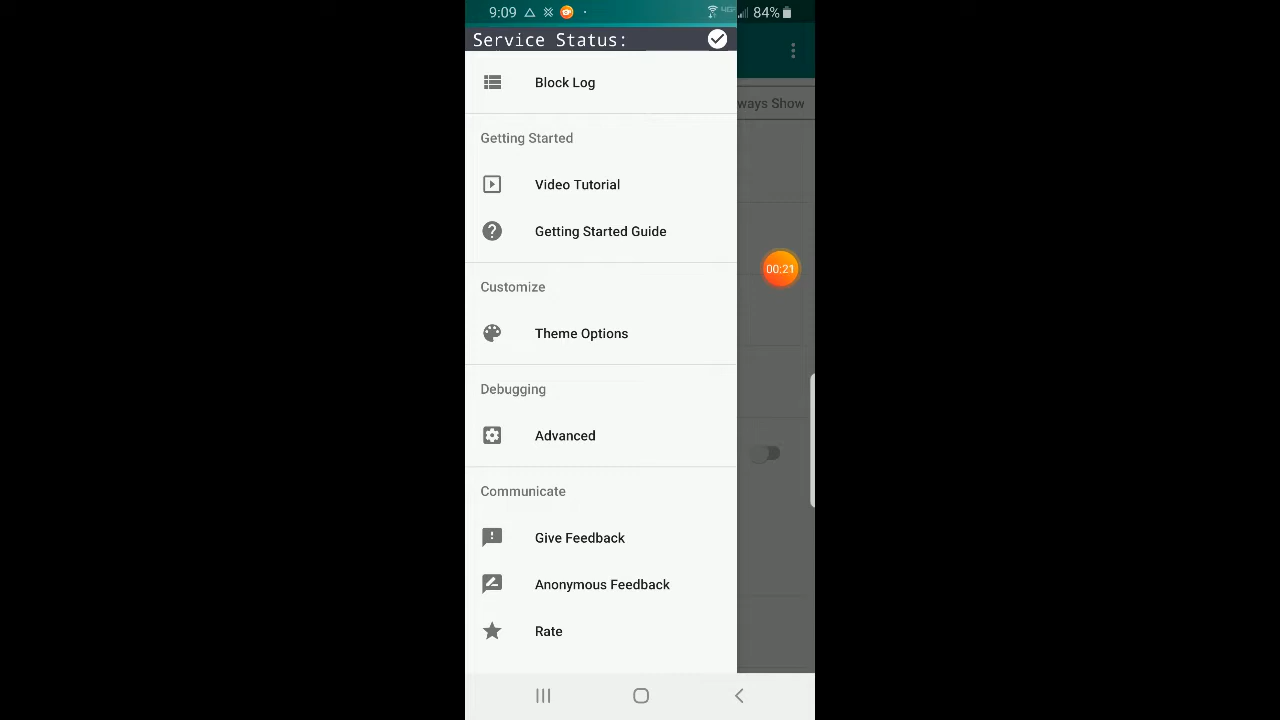 9:09
84%
Service Status:
Block Log
ways Show
Getting Started
Video Tutorial
Getting Started Guide
00:21
Customize
Theme Options
Debugging
Advanced
Communicate
Give Feedback
Anonymous Feedback
Rate